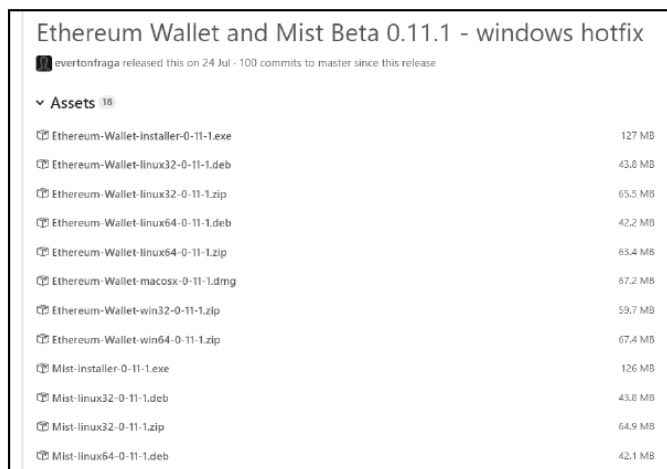 Ethereum Wallet and Mist Beta 0.11.1 - windows hotfix
evertonfraga released this on 24 Jul · 100 commits to master since this release
Assets 18
Ethereum-Wallet-installer-0-11-1.exe 127 MB
Ethereum-Wallet-linux32-0-11-1.deb 43.8 MB
Ethereum-Wallet-linux32-0-11-1.zip 65.5 MB
Ethereum-Wallet-linux64-0-11-1.deb 42.2 MB
Ethereum-Wallet-linux64-0-11-1.zip 63.4 MB
Ethereum-Wallet-macosx-0-11-1.dmg 67.2 MB
Ethereum-Wallet-win32-0-11-1.zip 59.7 MB
Ethereum-Wallet-win64-0-11-1.zip 67.4 MB
Mist-installer-0-11-1.exe 126 MB
Mist-linux32-0-11-1.deb 43.8 MB
Mist-linux32-0-11-1.zip 64.9 MB
Mist-linux64-0-11-1.deb 42.1 MB